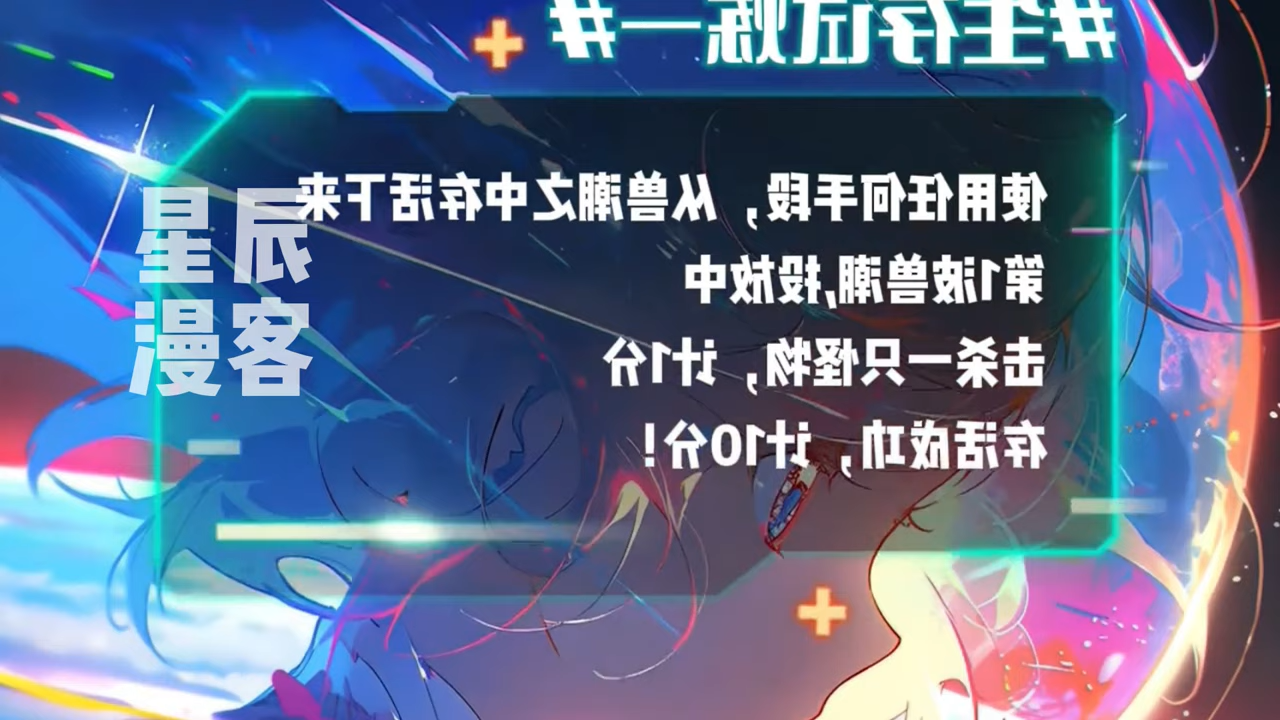 #生存试炼一#
使用任何手段，从兽潮之中存活下来
第1波兽潮,投放中
击杀一只怪物，计1分
存活成功，计10分！
星辰
漫客